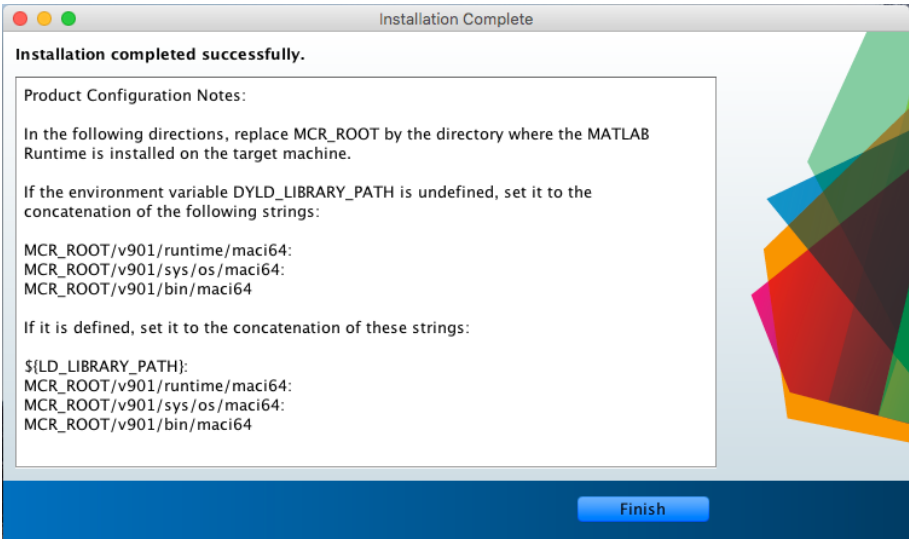 Installation Complete
Installation completed successfully.
Product Configuration Notes:
In the following directions, replace MCR_ROOT by the directory where the MATLAB
Runtime is installed on the target machine.
If the environment variable DYLD_LIBRARY_PATH is undefined, set it to the
concatenation of the following strings:
MCR_ROOT/v901/runtime/maci64:
MCR_ROOT/v901/sys/os/maci64:
MCR_ROOT/v901/bin/maci64
If it is defined, set it to the concatenation of these strings:
${LD_LIBRARY_PATH}:
MCR_ROOT/v901/runtime/maci64:
MCR_ROOT/v901/sys/os/maci64:
MCR_ROOT/v901/bin/maci64
Finish